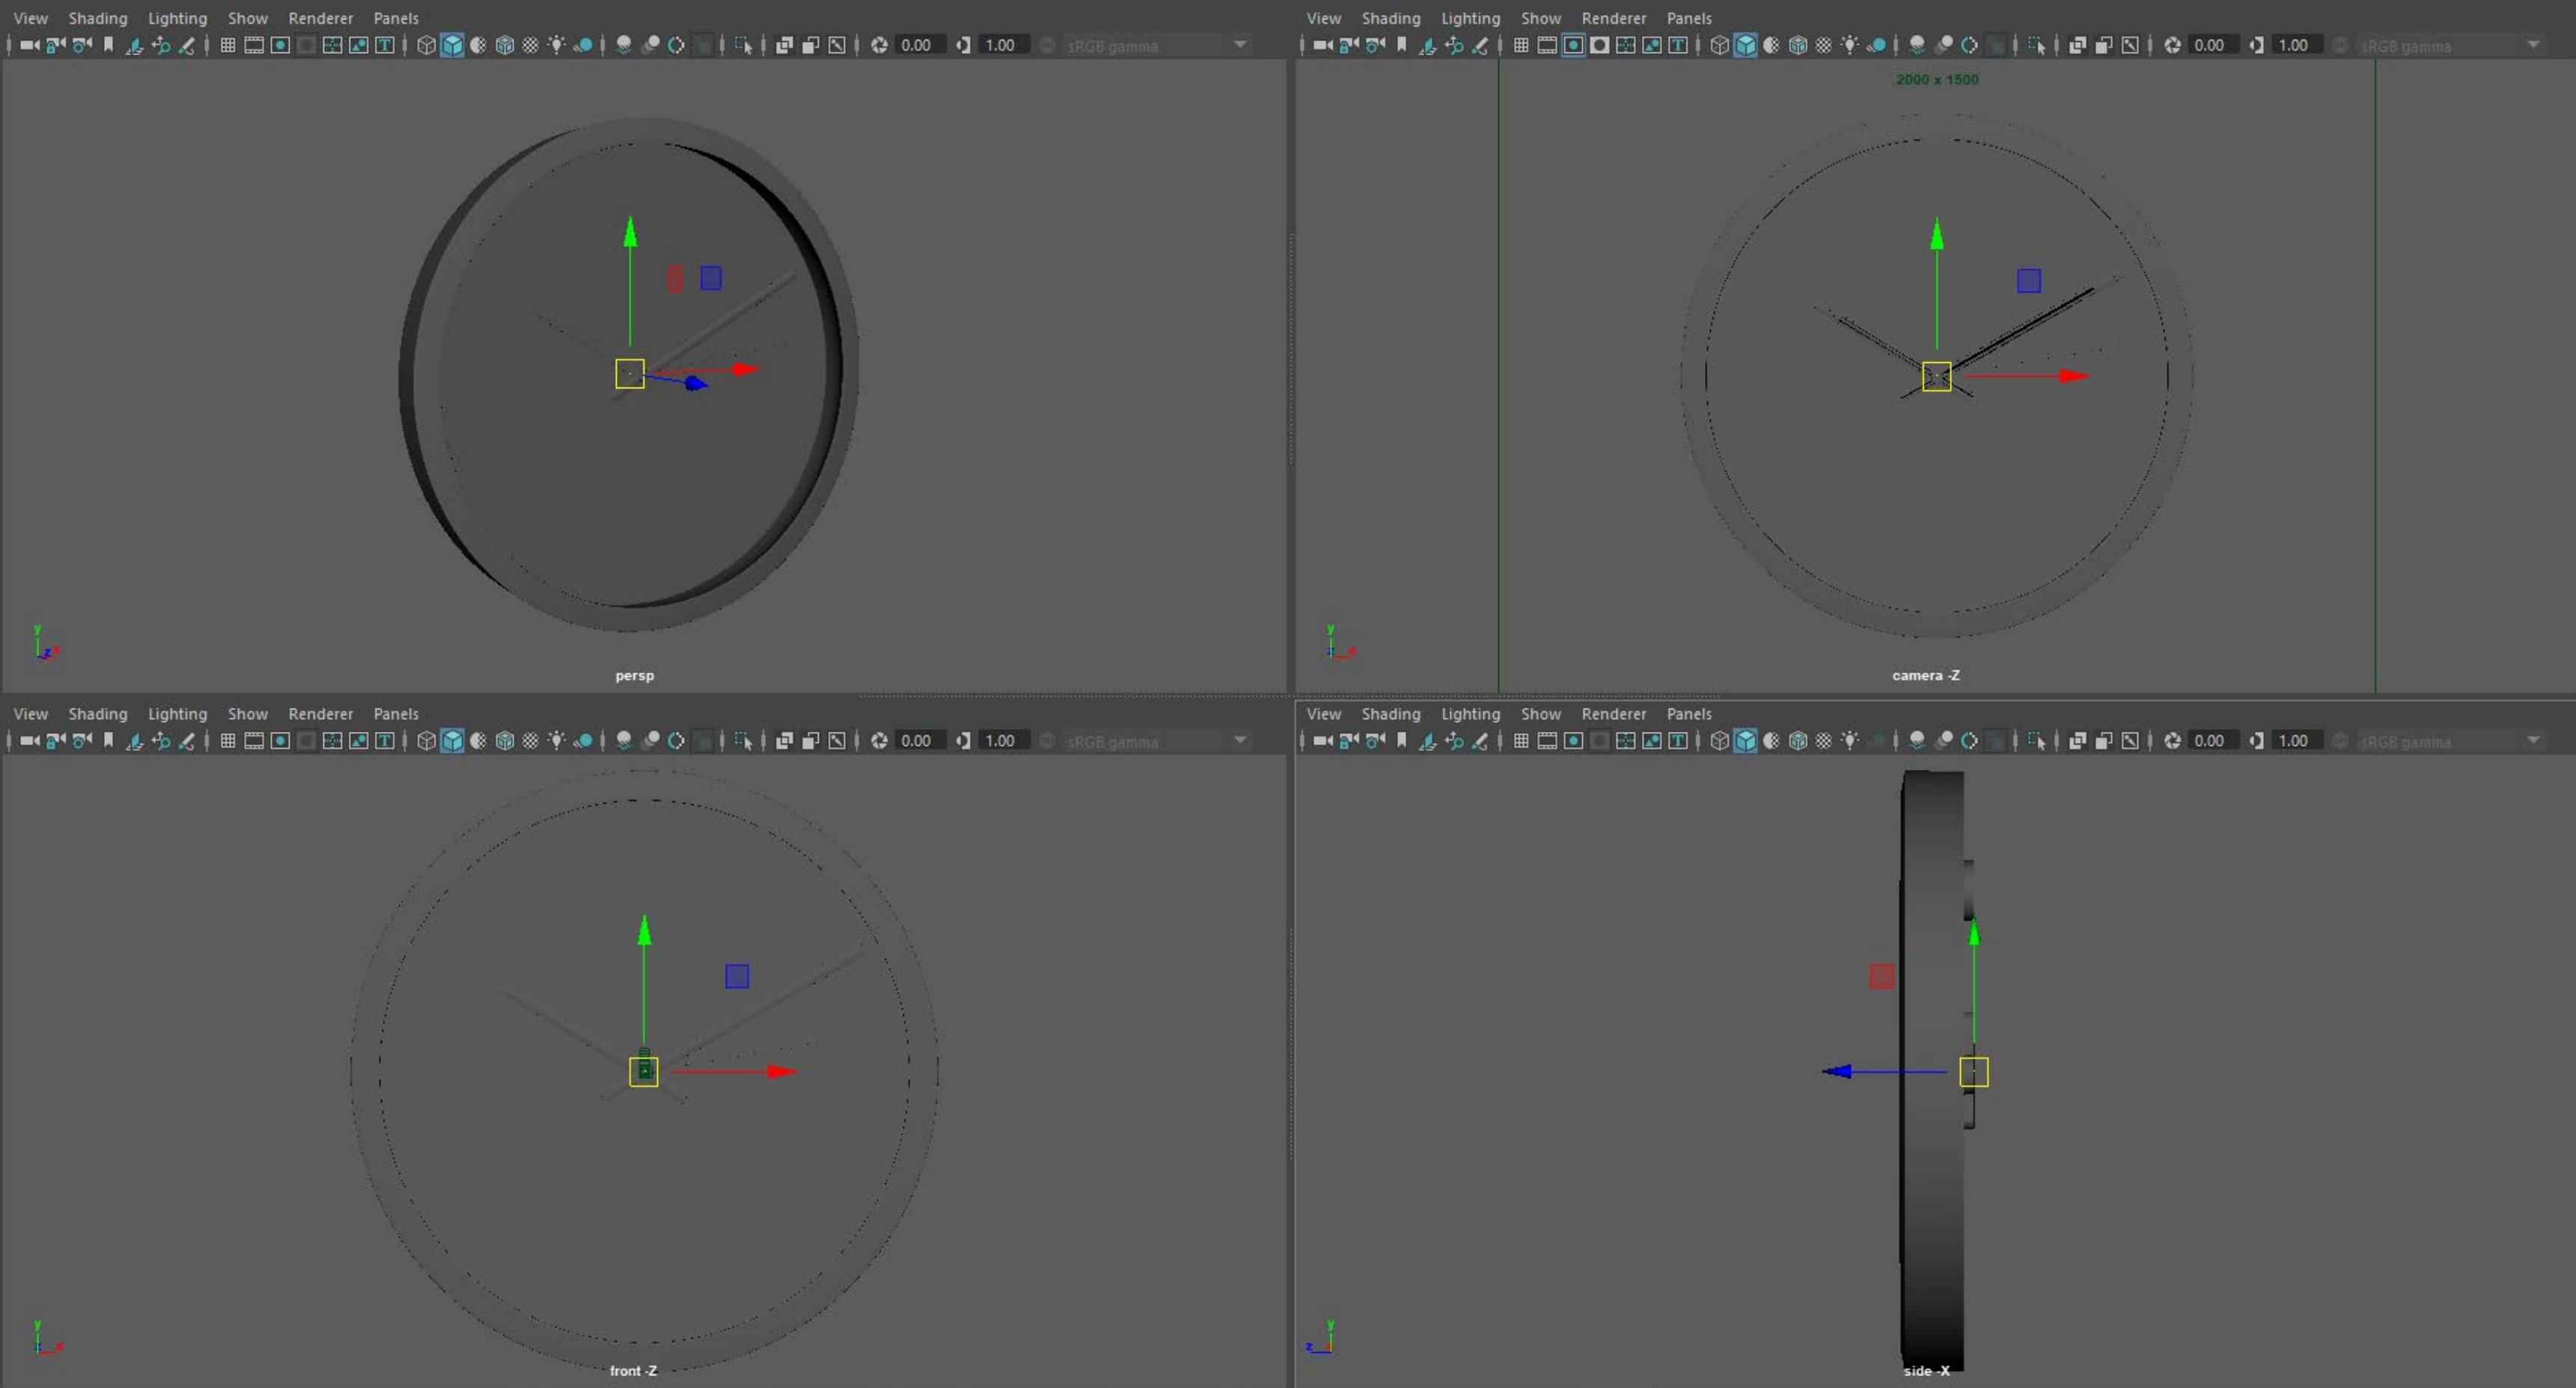 View Shading Lighting Show Renderer Panels
0.00 1.00 sRGB gamma
y
z x
persp
View Shading Lighting Show Renderer Panels
0.00 1.00 sRGB gamma
2000 x 1500
y
z x
camera -Z
View Shading Lighting Show Renderer Panels
0.00 1.00 sRGB gamma
y
z x
front -Z
View Shading Lighting Show Renderer Panels
0.00 1.00 sRGB gamma
y
z
side -X